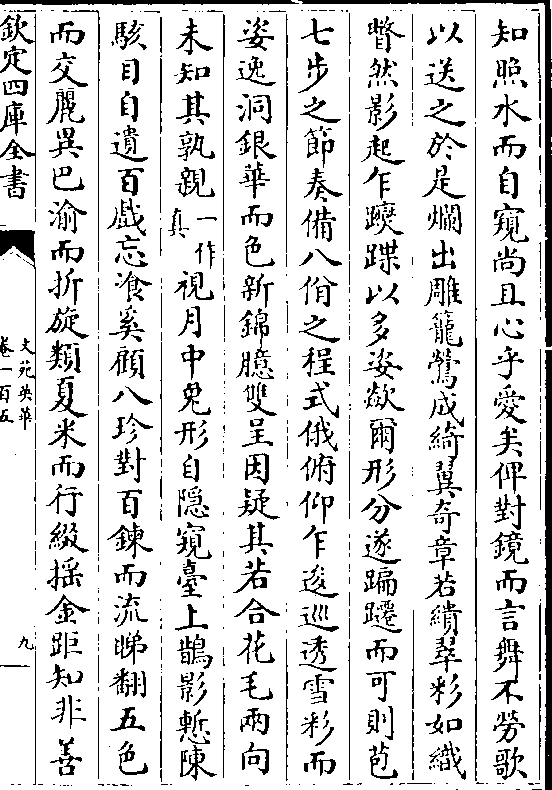 知照水而自窺尚且心乎愛矣俾對鏡而言舞不勞歌
以送之於是爛出雕籠鶯成綺翼奇章若繢翠彩如織
瞥然影起乍躞蹀以多姿歘爾形分遂蹁躚而可則苞
七步之節奏備八佾之程式俄俯仰乍逡巡透雪彩而
姿逸洞銀華而色新錦臆雙呈因疑其若合花毛兩向
未知其孰親一作真視月中兔形自隱窺臺上鵲影慙陳
駭目自遺百戲忘飡奚顧八珍對百鍊而流睇翻五色
而交麗異巴渝而折旋類夏米而行綴揺金距知非善
欽定四庫全書
文苑英華
卷一百五
九